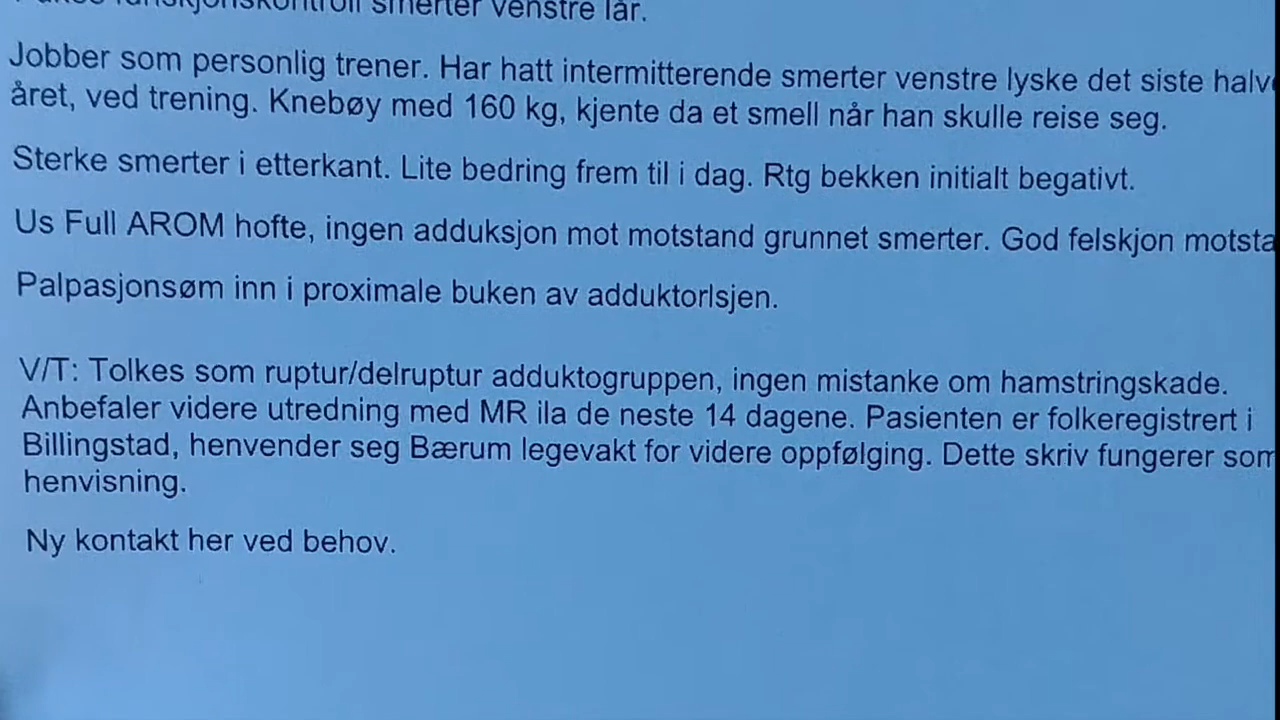 smerter venstre lår.
Jobber som personlig trener. Har hatt intermitterende smerter venstre lyske det siste halv
året, ved trening. Knebøy med 160 kg, kjente da et smell når han skulle reise seg.
Sterke smerter i etterkant. Lite bedring frem til i dag. Rtg bekken initialt begativt.
Us Full AROM hofte, ingen adduksjon mot motstand grunnet smerter. God felskjon motsta
Palpasjonsøm inn i proximale buken av adduktorlsjen.
V/T: Tolkes som ruptur/delruptur adduktogruppen, ingen mistanke om hamstringskade.
Anbefaler videre utredning med MR ila de neste 14 dagene. Pasienten er folkeregistrert i
Billingstad, henvender seg Bærum legevakt for videre oppfølging. Dette skriv fungerer som
henvisning.
Ny kontakt her ved behov.